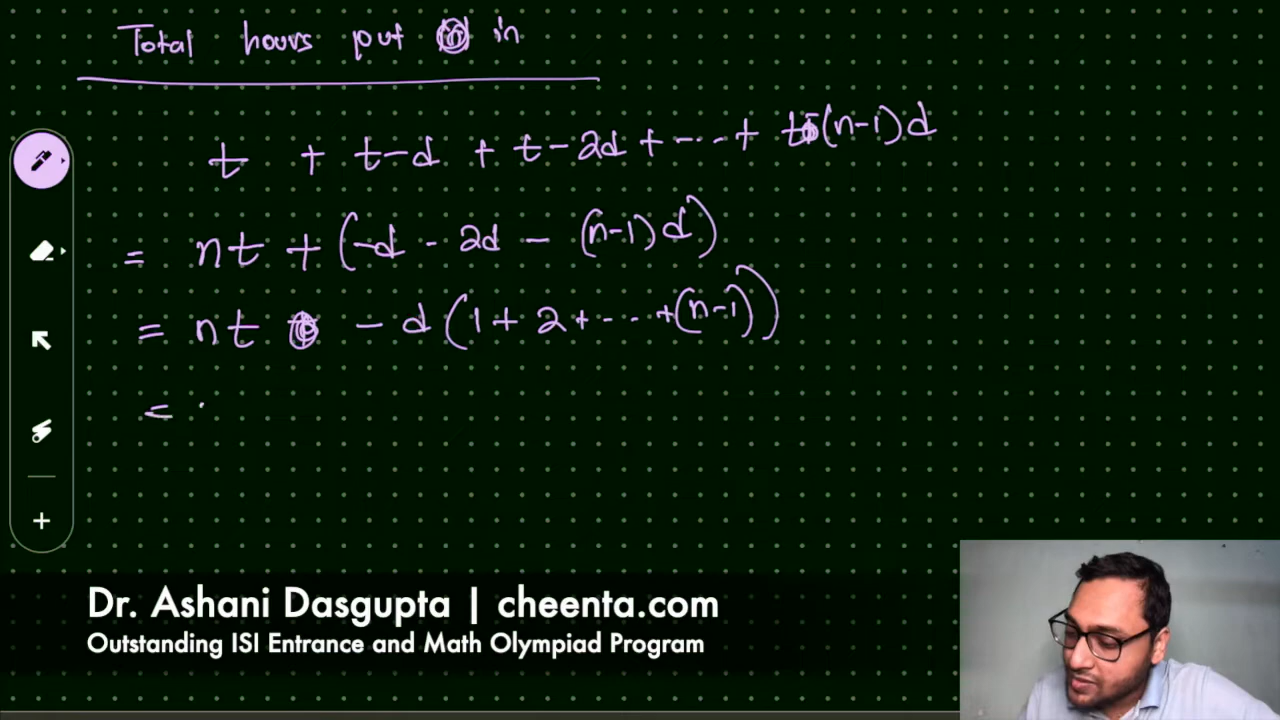 Total hours put in
t + t-d + t-2d + --- + t-(n-1)d
= nt + (-d - 2d - (n-1)d)
= nt - d (1 + 2 + --- + (n-1))
=
Dr. Ashani Dasgupta | cheenta.com
Outstanding ISI Entrance and Math Olympiad Program